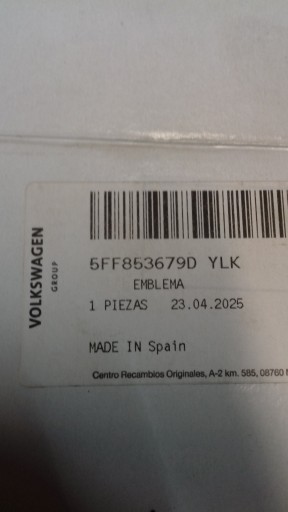 VOLKSWAGEN
GROUP
5FF853679D YLK
EMBLEMA
1 PIEZAS 23.04.2025
MADE IN Spain
Centro Recambios Originales, A-2 km. 585, 08760